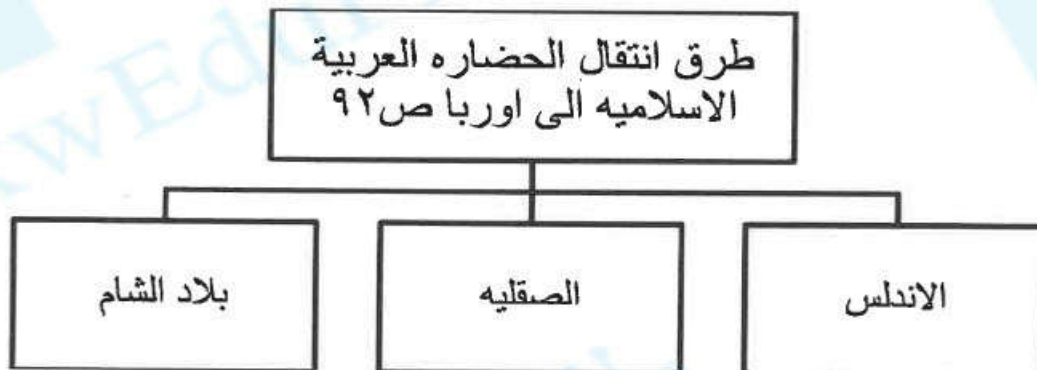 طرق انتقال الحضاره العربية
الاسلاميه الى اوربا ص٩٢
الاندلس
الصقليه
بلاد الشام